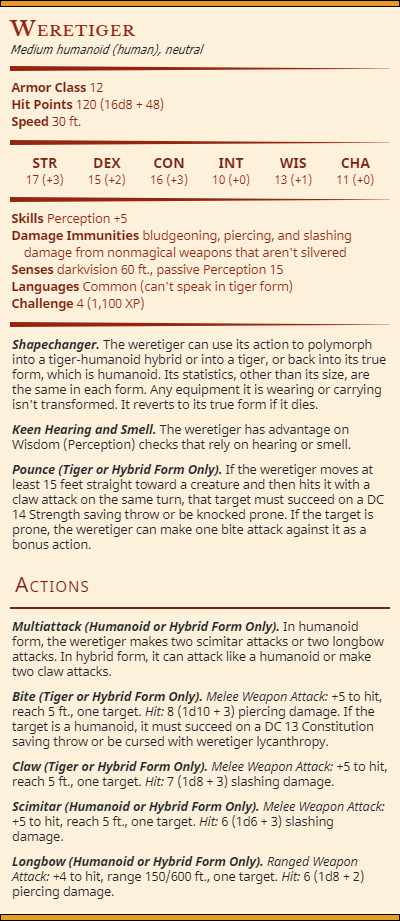 Weretiger
Medium humanoid (human), neutral
Armor Class 12
Hit Points 120 (16d8 + 48)
Speed 30 ft.
STR DEX CON INT WIS CHA
17 (+3) 15 (+2) 16 (+3) 10 (+0) 13 (+1) 11 (+0)
Skills Perception +5
Damage Immunities bludgeoning, piercing, and slashing
damage from nonmagical weapons that aren't silvered
Senses darkvision 60 ft., passive Perception 15
Languages Common (can't speak in tiger form)
Challenge 4 (1,100 XP)
Shapechanger. The weretiger can use its action to polymorph
into a tiger-humanoid hybrid or into a tiger, or back into its true
form, which is humanoid. Its statistics, other than its size, are
the same in each form. Any equipment it is wearing or carrying
isn't transformed. It reverts to its true form if it dies.
Keen Hearing and Smell. The weretiger has advantage on
Wisdom (Perception) checks that rely on hearing or smell.
Pounce (Tiger or Hybrid Form Only). If the weretiger moves at
least 15 feet straight toward a creature and then hits it with a
claw attack on the same turn, that target must succeed on a DC
14 Strength saving throw or be knocked prone. If the target is
prone, the weretiger can make one bite attack against it as a
bonus action.
Actions
Multiattack (Humanoid or Hybrid Form Only). In humanoid
form, the weretiger makes two scimitar attacks or two longbow
attacks. In hybrid form, it can attack like a humanoid or make
two claw attacks.
Bite (Tiger or Hybrid Form Only). Melee Weapon Attack: +5 to hit,
reach 5 ft., one target. Hit: 8 (1d10 + 3) piercing damage. If the
target is a humanoid, it must succeed on a DC 13 Constitution
saving throw or be cursed with weretiger lycanthropy.
Claw (Tiger or Hybrid Form Only). Melee Weapon Attack: +5 to hit,
reach 5 ft., one target. Hit: 7 (1d8 + 3) slashing damage.
Scimitar (Humanoid or Hybrid Form Only). Melee Weapon Attack:
+5 to hit, reach 5 ft., one target. Hit: 6 (1d6 + 3) slashing
damage.
Longbow (Humanoid or Hybrid Form Only). Ranged Weapon
Attack: +4 to hit, range 150/600 ft., one target. Hit: 6 (1d8 + 2)
piercing damage.